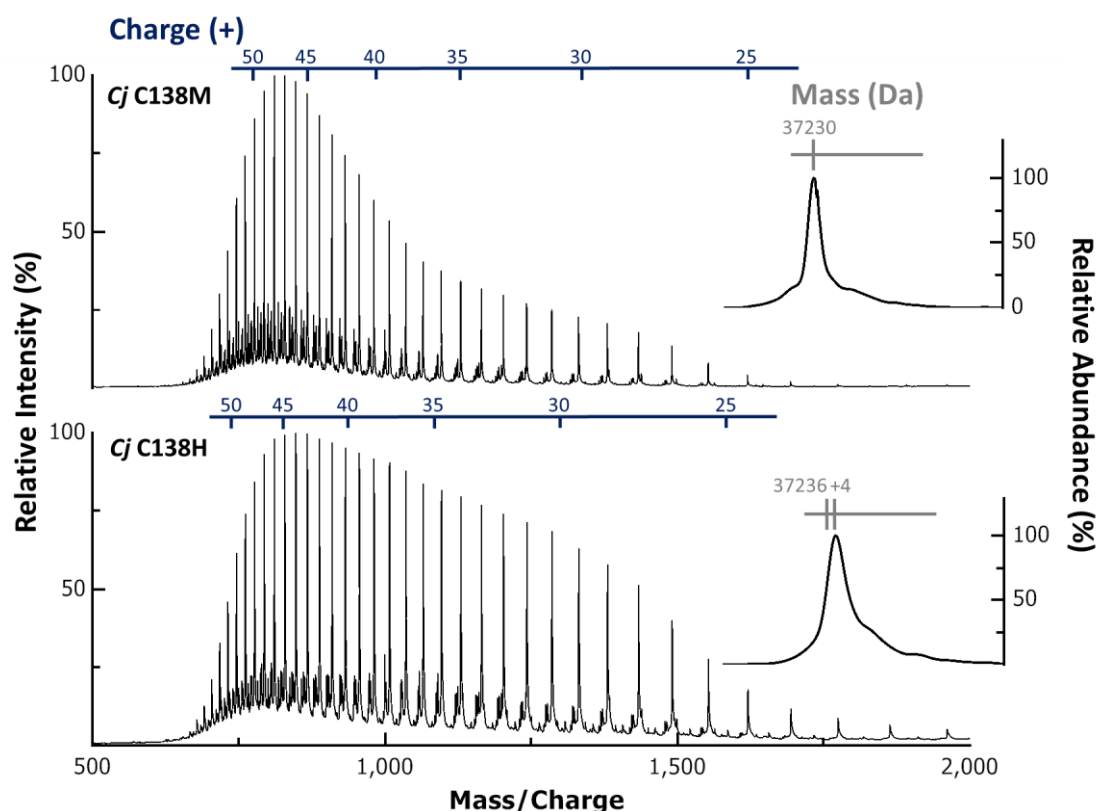 Charge (+)
50 45 40 35 30 25
100
Cj C138M
Mass (Da)
37230
100
50
50
0
50 45 40 35 30 25
100
Cj C138H
37236+4
100
50
50
500 1,000 1,500 2,000
Mass/Charge
Relative Intensity (%)
Relative Abundance (%)